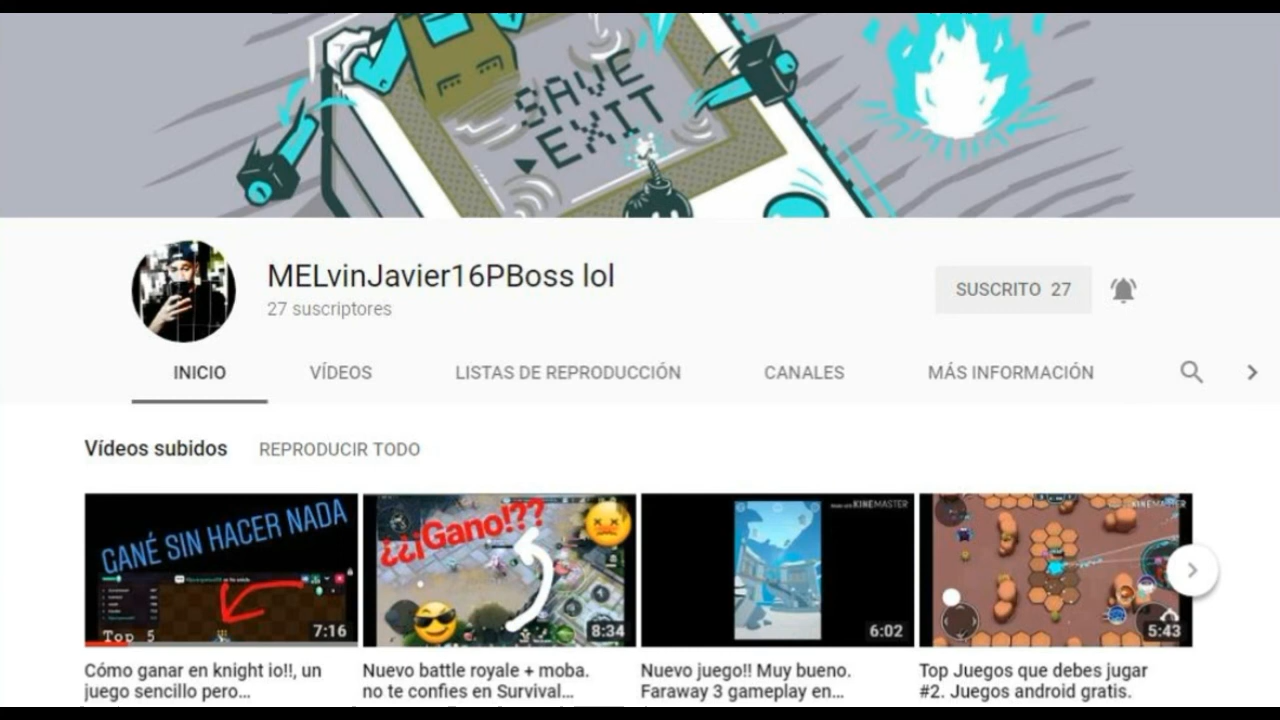 SAVE
EXIT
MELvinJavier16PBoss lol
27 suscriptores
SUSCRITO 27
INICIO
VÍDEOS
LISTAS DE REPRODUCCIÓN
CANALES
MÁS INFORMACIÓN
Vídeos subidos
REPRODUCIR TODO
GANÉ SIN HACER NADA
Top 5
7:16
¿¿¡Gano!??
8:34
KINEMASTER
6:02
KINEMASTER
5:43
Cómo ganar en knight io!!, un
juego sencillo pero...
Nuevo battle royale + moba.
no te confies en Survival...
Nuevo juego!! Muy bueno.
Faraway 3 gameplay en...
Top Juegos que debes jugar
#2. Juegos android gratis.